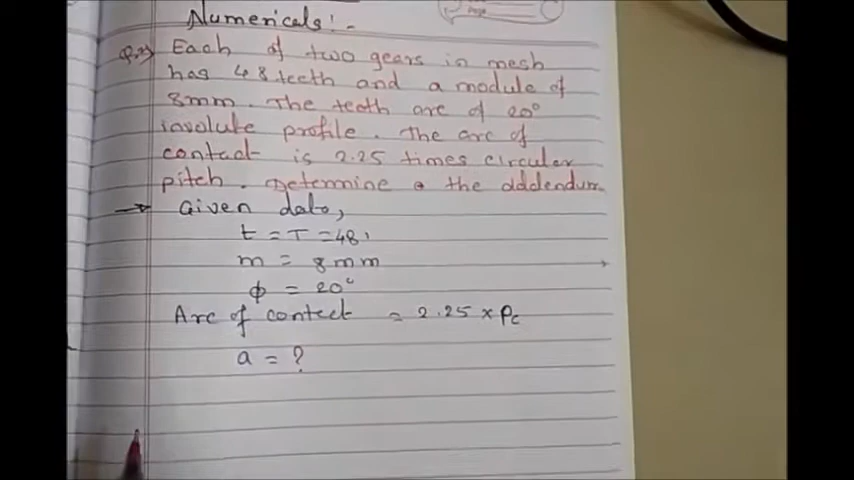 Numericals:-
Q.2) Each of two gears in mesh
has 48 teeth and a module of
8mm. The teeth are of 20°
involute profile. The arc of
contact is 2.25 times circular
pitch. Determine the addendum.
→ Given data,
t = T = 48,
m = 8mm
φ = 20°
Arc of contact = 2.25 × Pc
a = ?